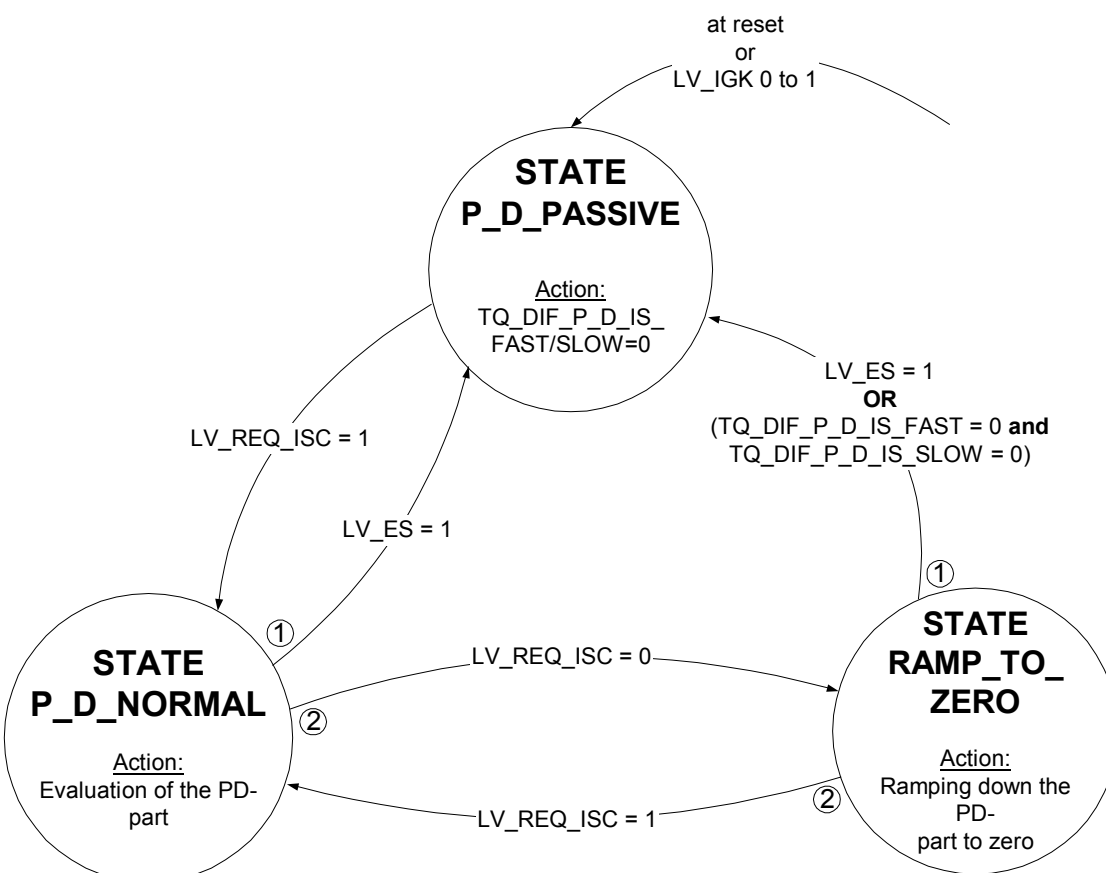 at reset
or
LV_IGK 0 to 1
STATE
P_D_PASSIVE
Action:
TQ_DIF_P_D_IS_
FAST/SLOW=0
LV_ES = 1
OR
(TQ_DIF_P_D_IS_FAST = 0 and
TQ_DIF_P_D_IS_SLOW = 0)
LV_REQ_ISC = 1
LV_ES = 1
1
1
STATE
P_D_NORMAL
Action:
Evaluation of the PD-
part
2
LV_REQ_ISC = 0
STATE
RAMP_TO_
ZERO
Action:
Ramping down the
PD-
part to zero
2
LV_REQ_ISC = 1